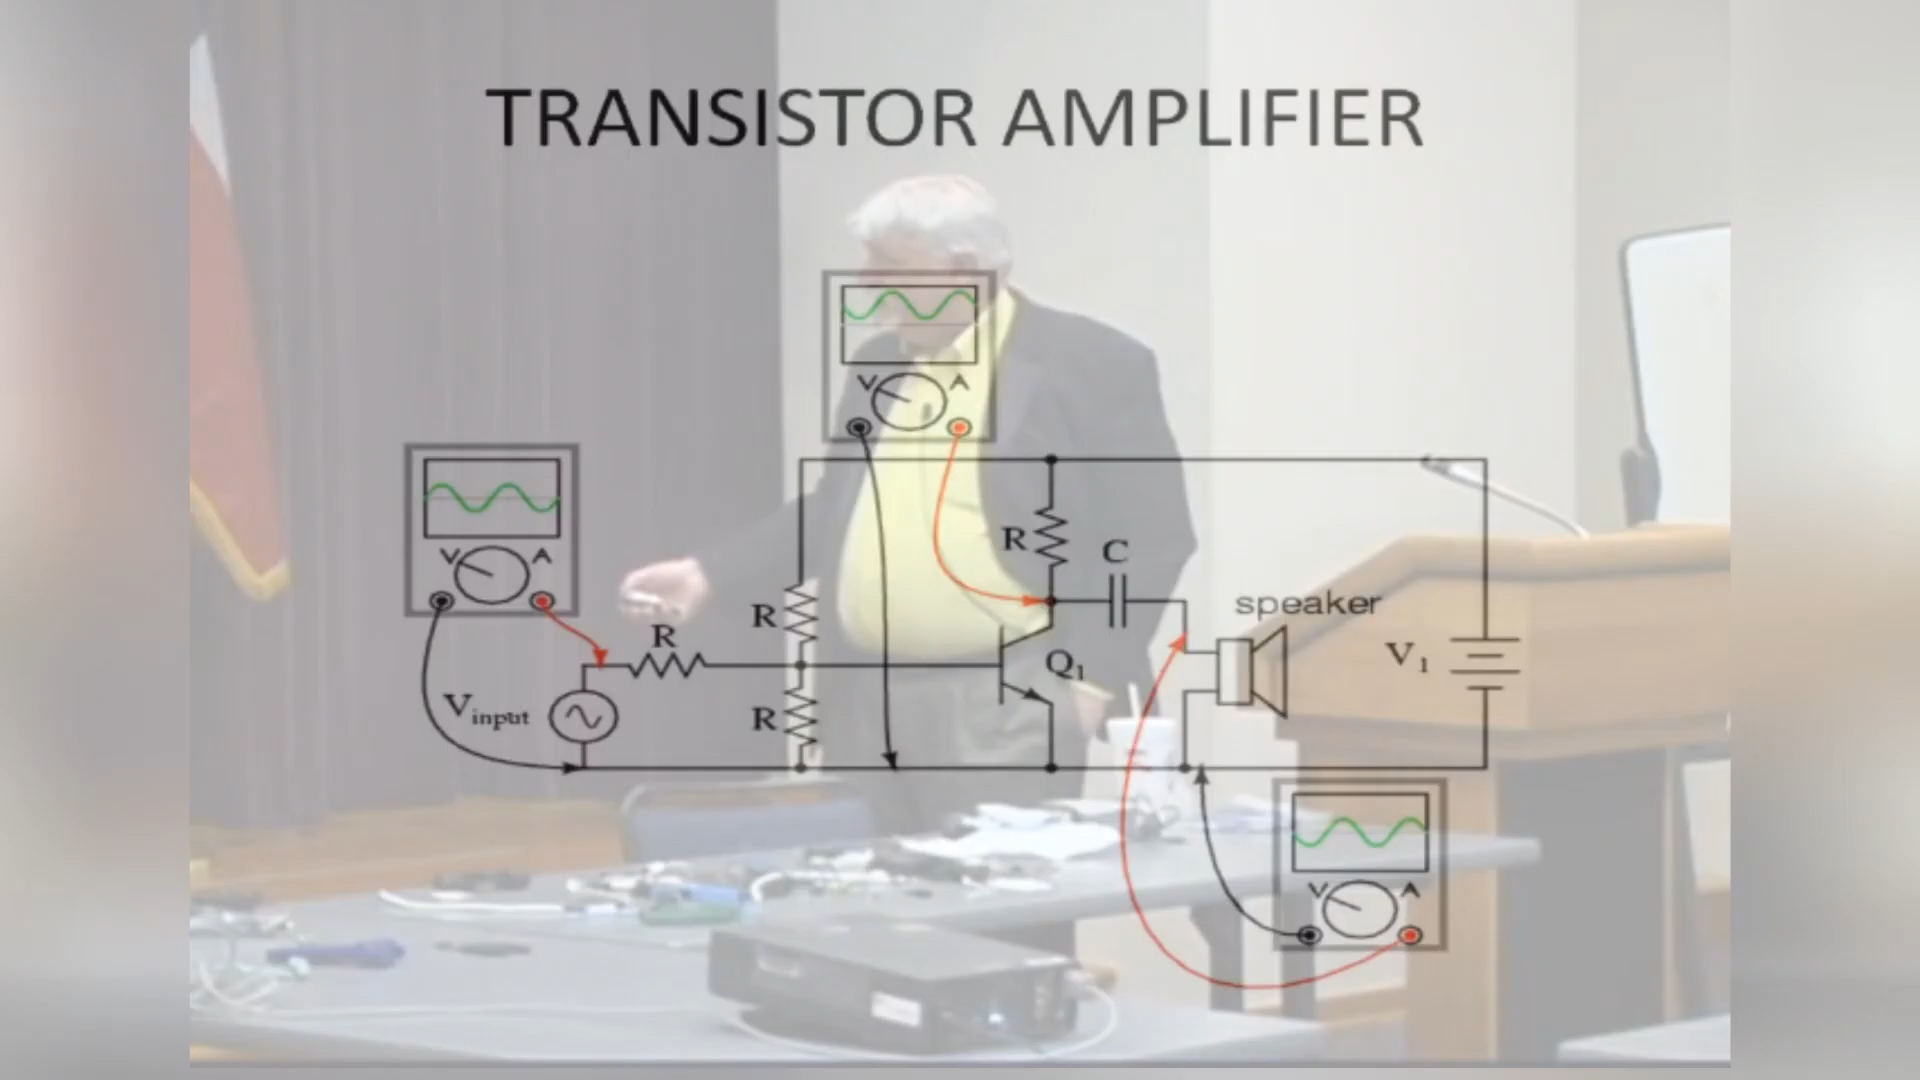 TRANSISTOR AMPLIFIER
V A
V A
R
C
speaker
R
R
Q1
V1
Vinput
R
V A